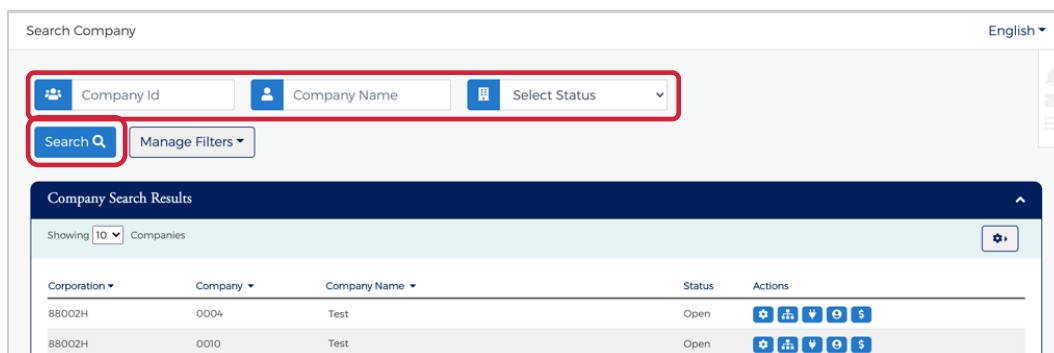 Search Company English
Company Id Company Name Select Status
Search Manage Filters
Company Search Results
Showing 10 Companies
Corporation Company Company Name Status Actions
88002H 0004 Test Open
88002H 0010 Test Open